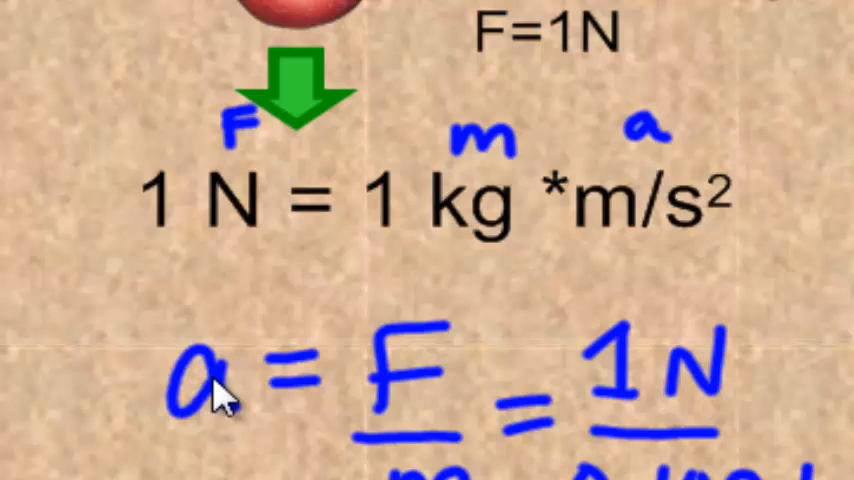 F=1N
F m a
1 N = 1 kg *m/s²
a = F = 1N
m